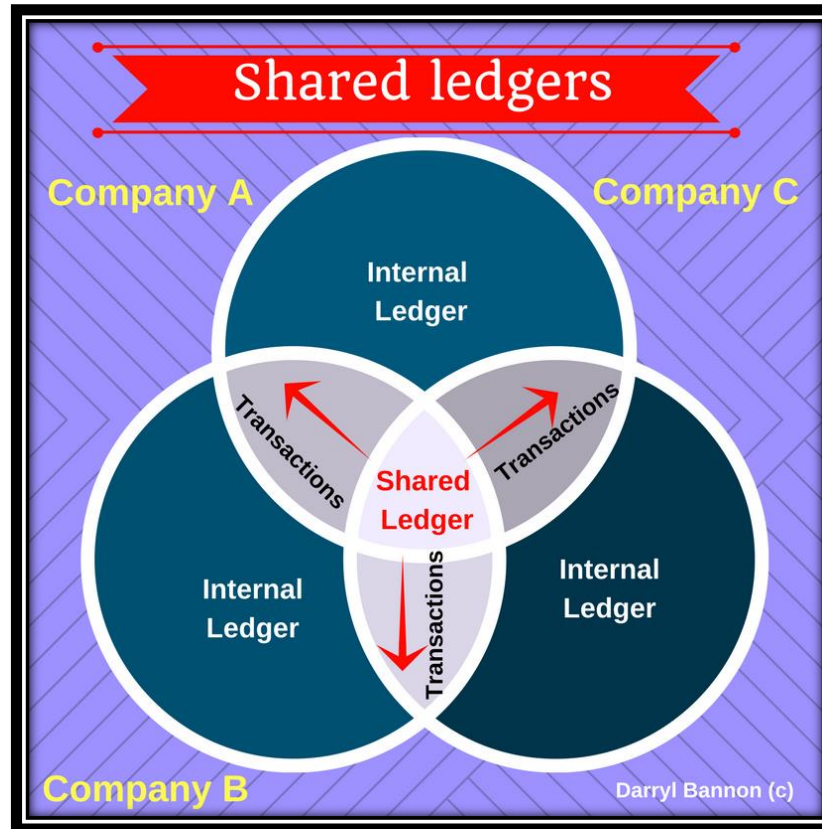 Shared ledgers
Company A
Company C
Internal
Ledger
Transactions
Transactions
Shared
Ledger
Transactions
Internal
Ledger
Internal
Ledger
Company B
Darryl Bannon (c)